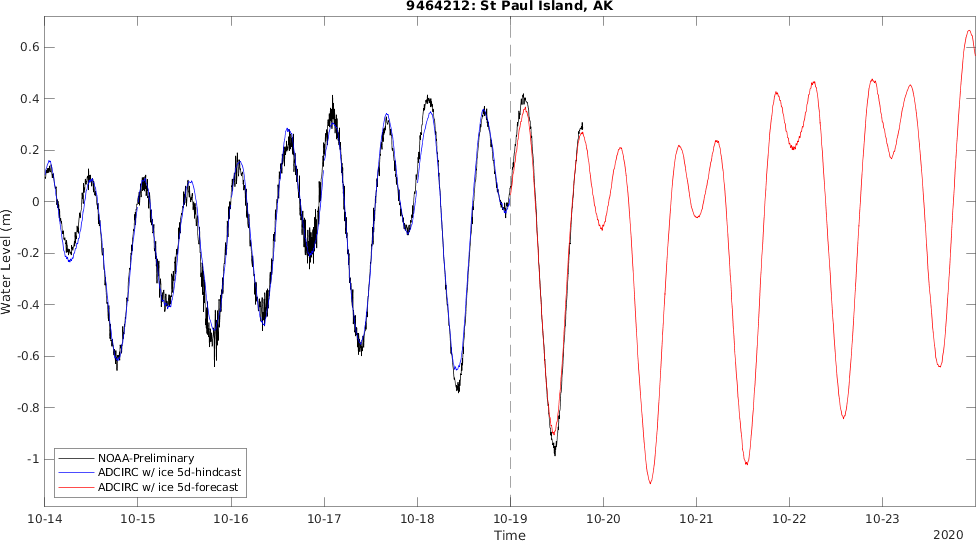 9464212: St Paul Island, AK
0.6
0.4
0.2
0
-0.2
-0.4
-0.6
-0.8
-1
Water Level (m)
NOAA-Preliminary
ADCIRC w/ ice 5d-hindcast
ADCIRC w/ ice 5d-forecast
10-14 10-15 10-16 10-17 10-18 10-19 10-20 10-21 10-22 10-23
Time
2020